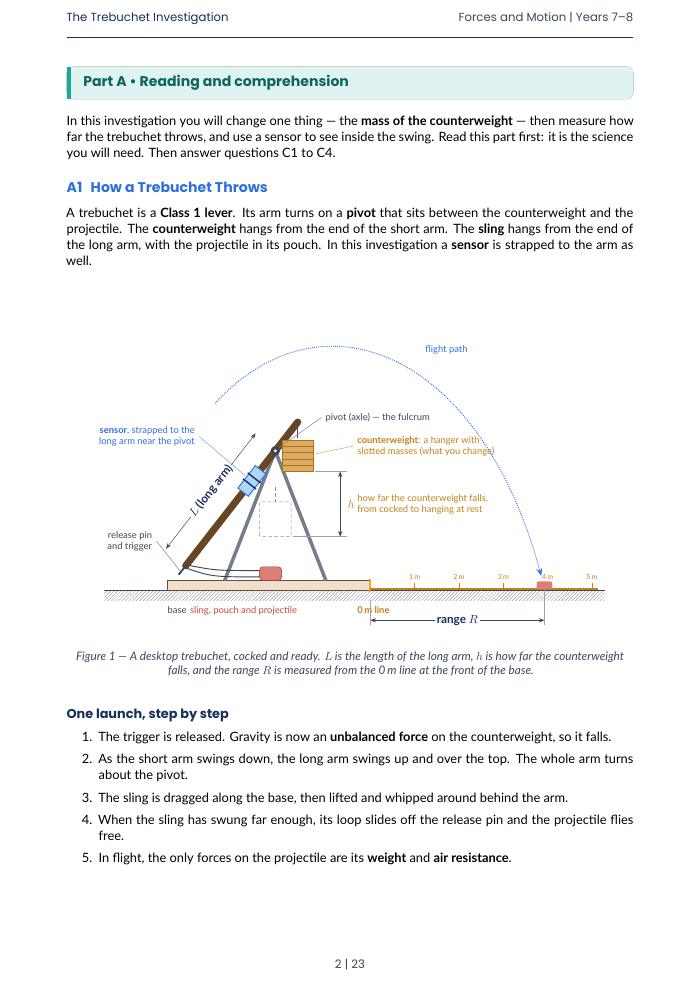 The Trebuchet Investigation
Forces and Motion | Years 7–8
Part A • Reading and comprehension
In this investigation you will change one thing — the mass of the counterweight — then measure how
far the trebuchet throws, and use a sensor to see inside the swing. Read this part first: it is the science
you will need. Then answer questions C1 to C4.
A1 How a Trebuchet Throws
A trebuchet is a Class 1 lever. Its arm turns on a pivot that sits between the counterweight and the
projectile. The counterweight hangs from the end of the short arm. The sling hangs from the end of
the long arm, with the projectile in its pouch. In this investigation a sensor is strapped to the arm as
well.
flight path
pivot (axle) — the fulcrum
sensor, strapped to the
long arm near the pivot
counterweight: a hanger with
slotted masses (what you change)
L (long arm)
h
how far the counterweight falls,
from cocked to hanging at rest
release pin
and trigger
1 m 2 m 3 m 4 m 5 m
base sling, pouch and projectile 0 m line
range R
Figure 1 — A desktop trebuchet, cocked and ready. L is the length of the long arm, h is how far the counterweight
falls, and the range R is measured from the 0 m line at the front of the base.
One launch, step by step
1. The trigger is released. Gravity is now an unbalanced force on the counterweight, so it falls.
2. As the short arm swings down, the long arm swings up and over the top. The whole arm turns
about the pivot.
3. The sling is dragged along the base, then lifted and whipped around behind the arm.
4. When the sling has swung far enough, its loop slides off the release pin and the projectile flies
free.
5. In flight, the only forces on the projectile are its weight and air resistance.
2 | 23